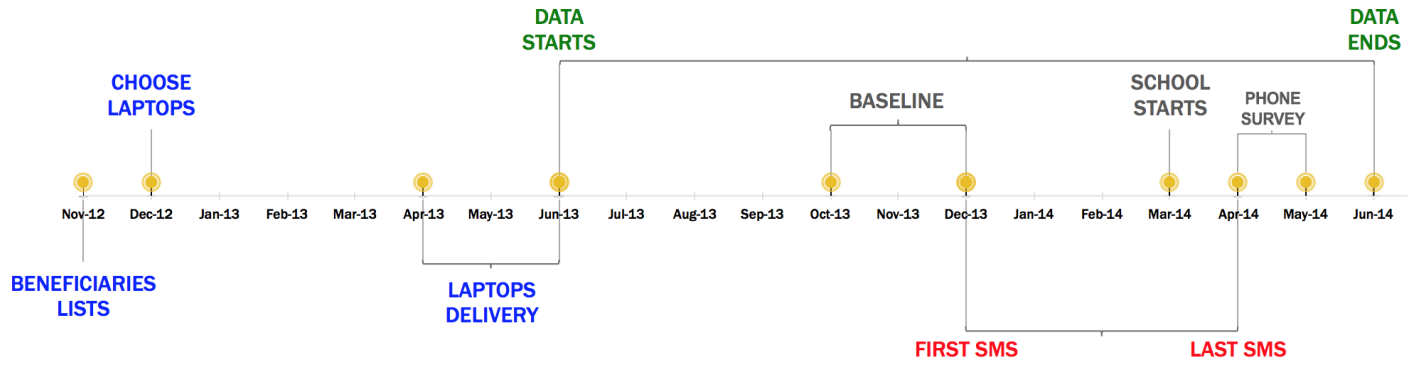 DATA
STARTS
DATA
ENDS
CHOOSE
LAPTOPS
BASELINE
SCHOOL
STARTS
PHONE
SURVEY
Nov-12 Dec-12 Jan-13 Feb-13 Mar-13 Apr-13 May-13 Jun-13 Jul-13 Aug-13 Sep-13 Oct-13 Nov-13 Dec-13 Jan-14 Feb-14 Mar-14 Apr-14 May-14 Jun-14
BENEFICIARIES
LISTS
LAPTOPS
DELIVERY
FIRST SMS
LAST SMS